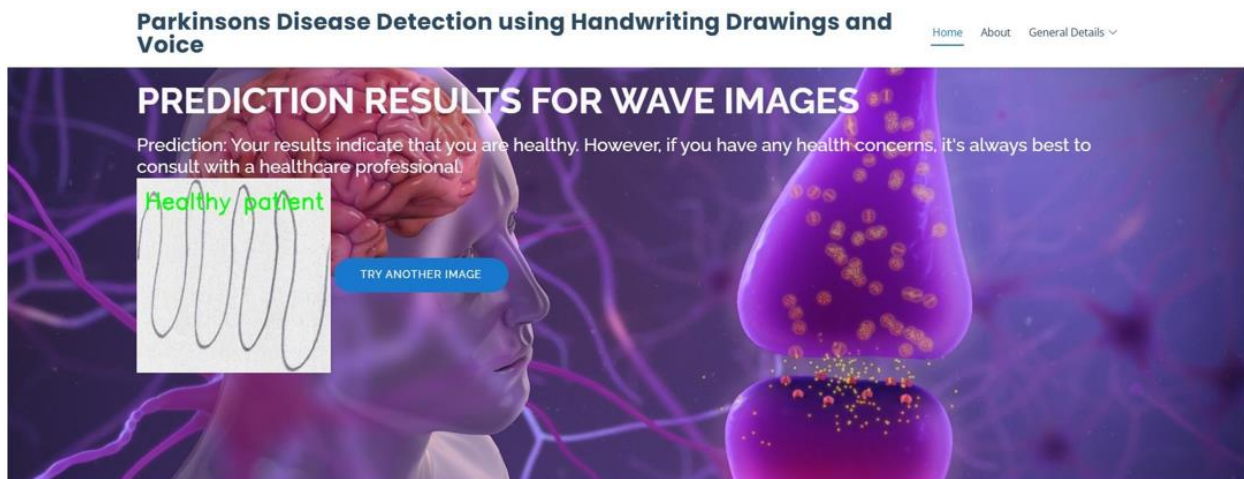 Parkinsons Disease Detection using Handwriting Drawings and
Voice
Home About General Details
PREDICTION RESULTS FOR WAVE IMAGES
Prediction: Your results indicate that you are healthy. However, if you have any health concerns, it's always best to
consult with a healthcare professional.
Healthy patient
TRY ANOTHER IMAGE